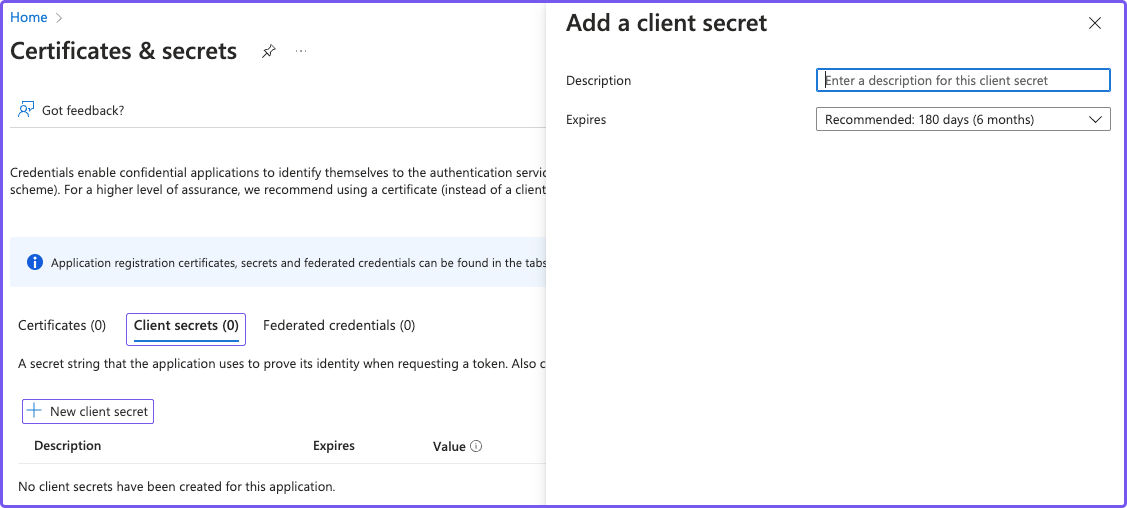 Home
Certificates & secrets
Got feedback?
Credentials enable confidential applications to identify themselves to the authentication servic
scheme). For a higher level of assurance, we recommend using a certificate (instead of a client
Application registration certificates, secrets and federated credentials can be found in the tabs
Certificates (0)
Client secrets (0)
Federated credentials (0)
A secret string that the application uses to prove its identity when requesting a token. Also c
New client secret
Description Expires Value
No client secrets have been created for this application.
Add a client secret
Description
Enter a description for this client secret
Expires
Recommended: 180 days (6 months)